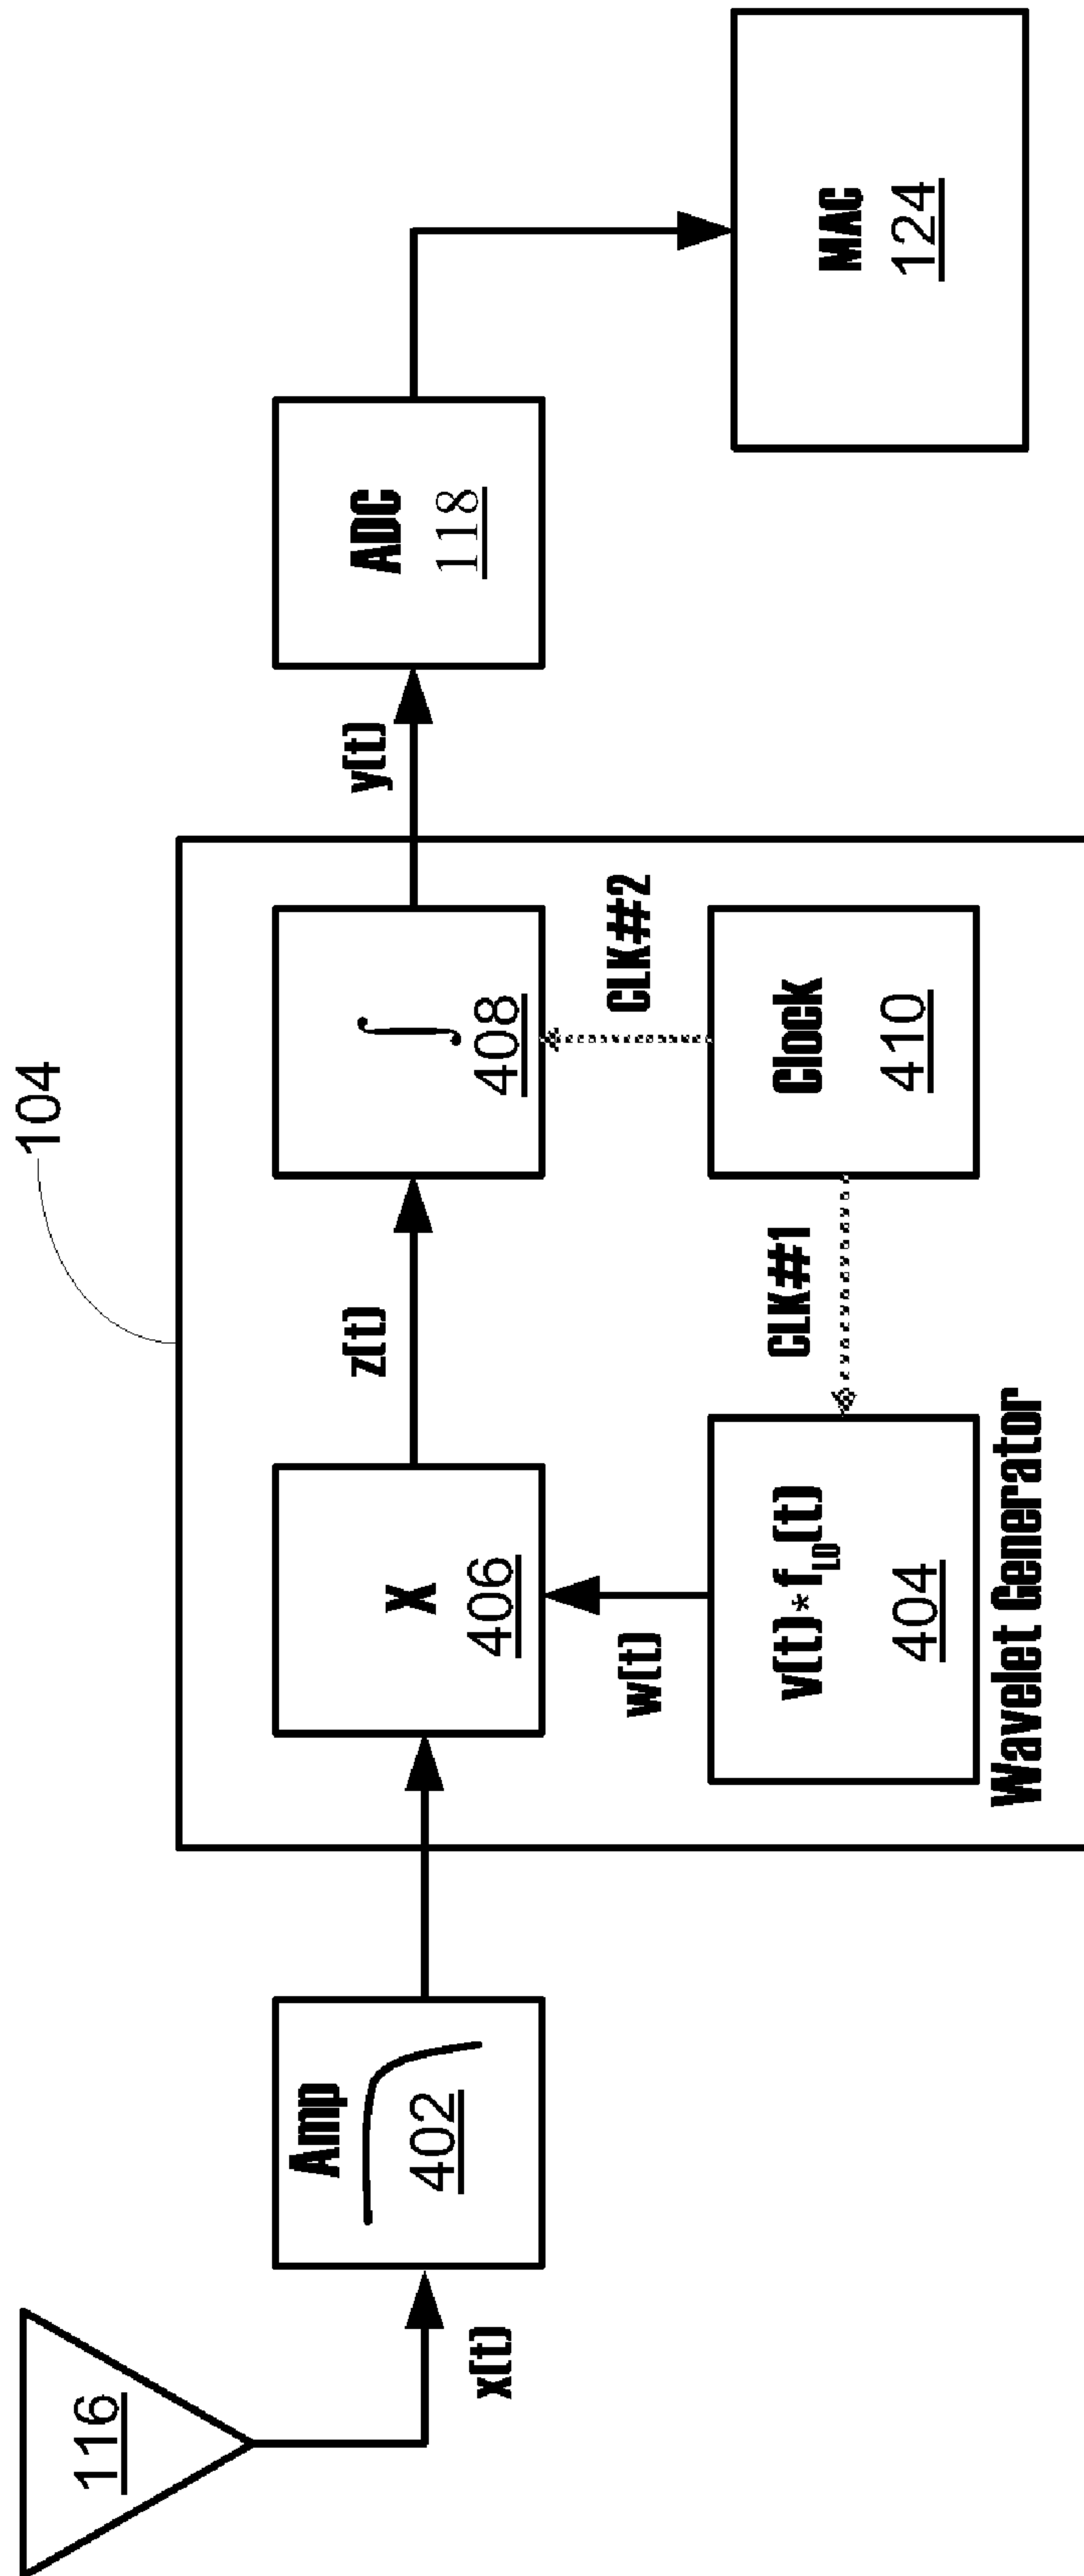 104
116
x(t)
Amp
402
X
406
z(t)
∫
408
y(t)
ADC
118
w(t)
v(t)*f_LO(t)
404
CLK#1
CLK#2
Clock
410
Wavelet Generator
MAC
124